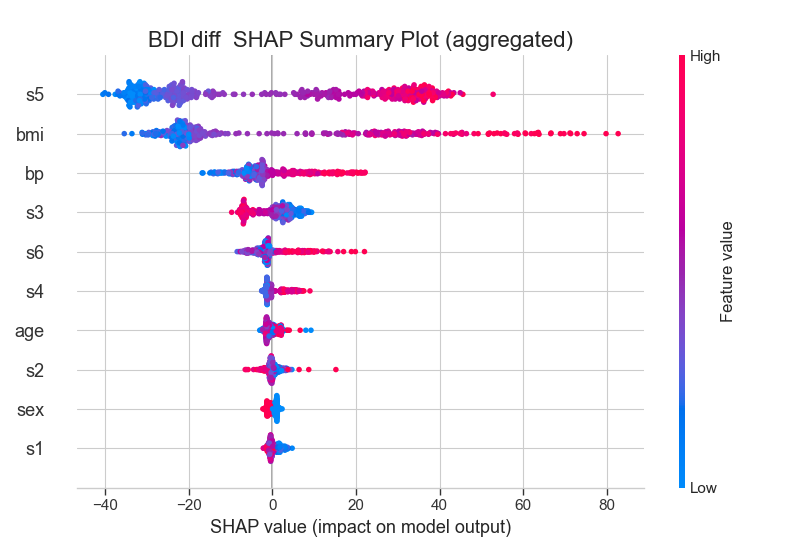 BDI diff  SHAP Summary Plot (aggregated)
High
s5
bmi
bp
s3
s6
s4
age
s2
sex
s1
Feature value
Low
−40 −20 0 20 40 60 80
SHAP value (impact on model output)